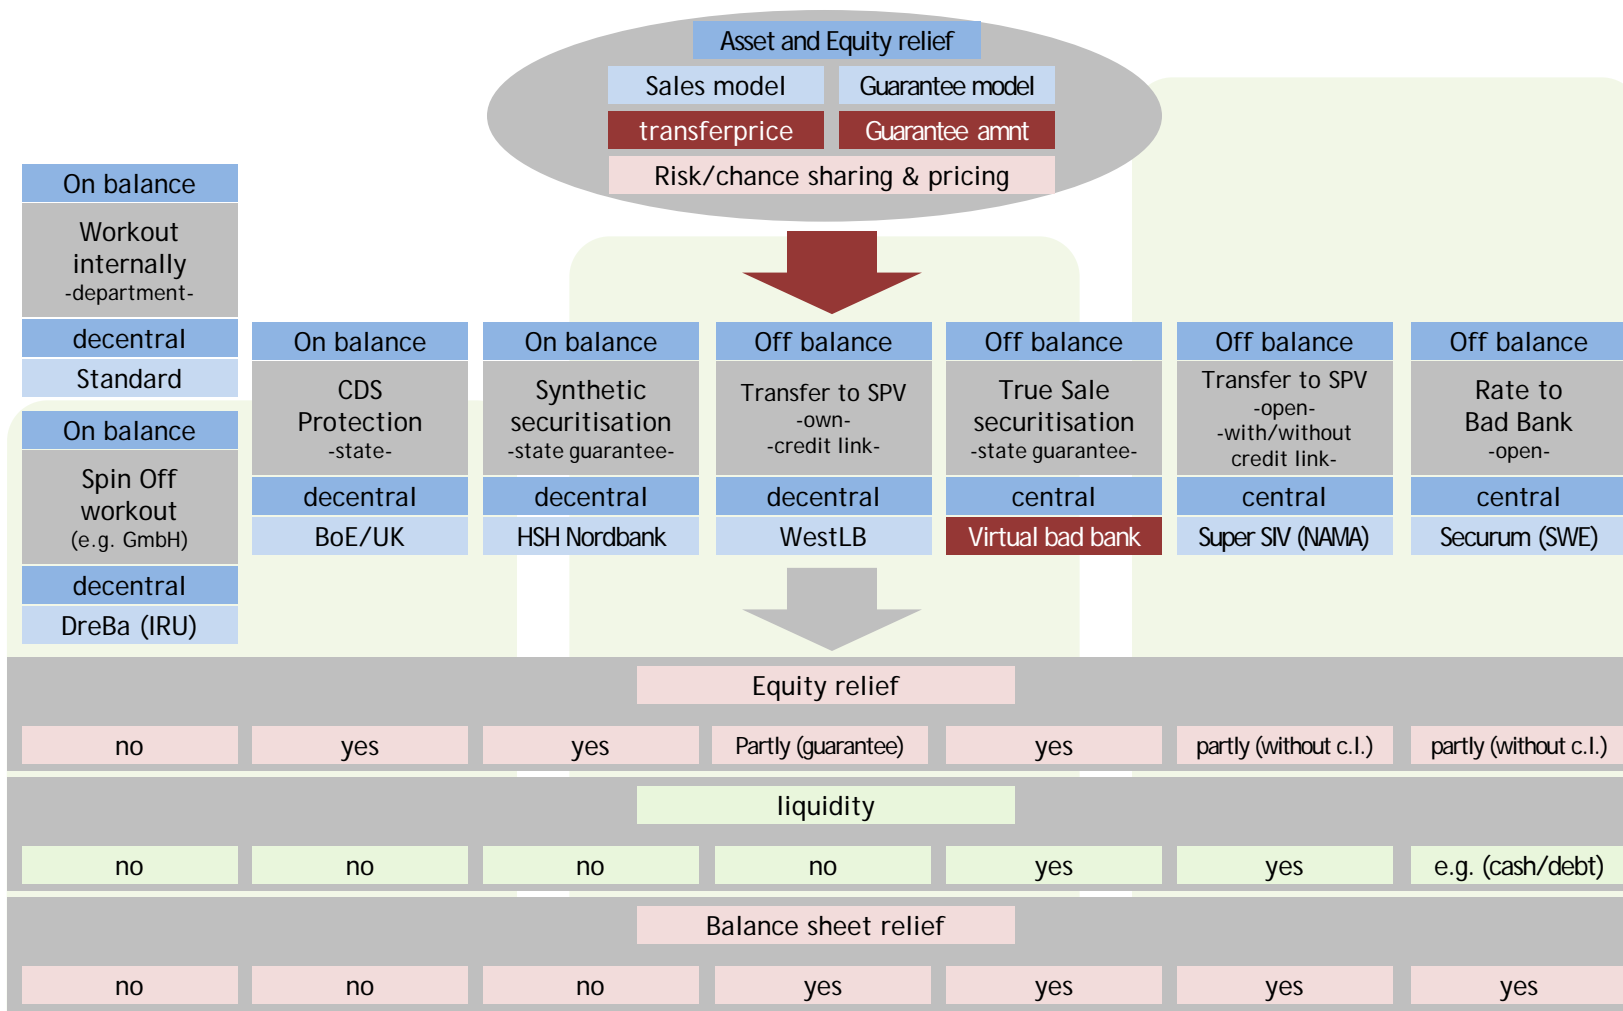 Asset and Equity relief
Sales model
Guarantee model
transferprice
Guarantee amnt
Risk/chance sharing & pricing
On balance
Workout
internally
-department-
decentral
Standard
On balance
Spin Off
workout
(e.g. GmbH)
decentral
DreBa (IRU)
On balance
CDS
Protection
-state-
decentral
BoE/UK
On balance
Synthetic
securitisation
-state guarantee-
decentral
HSH Nordbank
Off balance
Transfer to SPV
-own-
-credit link-
decentral
WestLB
Off balance
True Sale
securitisation
-state guarantee-
central
Virtual bad bank
Off balance
Transfer to SPV
-open-
-with/without
credit link-
central
Super SIV (NAMA)
Off balance
Rate to
Bad Bank
-open-
central
Securum (SWE)
Equity relief
no
yes
yes
Partly (guarantee)
yes
partly (without c.l.)
partly (without c.l.)
liquidity
no
no
no
no
yes
yes
e.g. (cash/debt)
Balance sheet relief
no
no
no
yes
yes
yes
yes